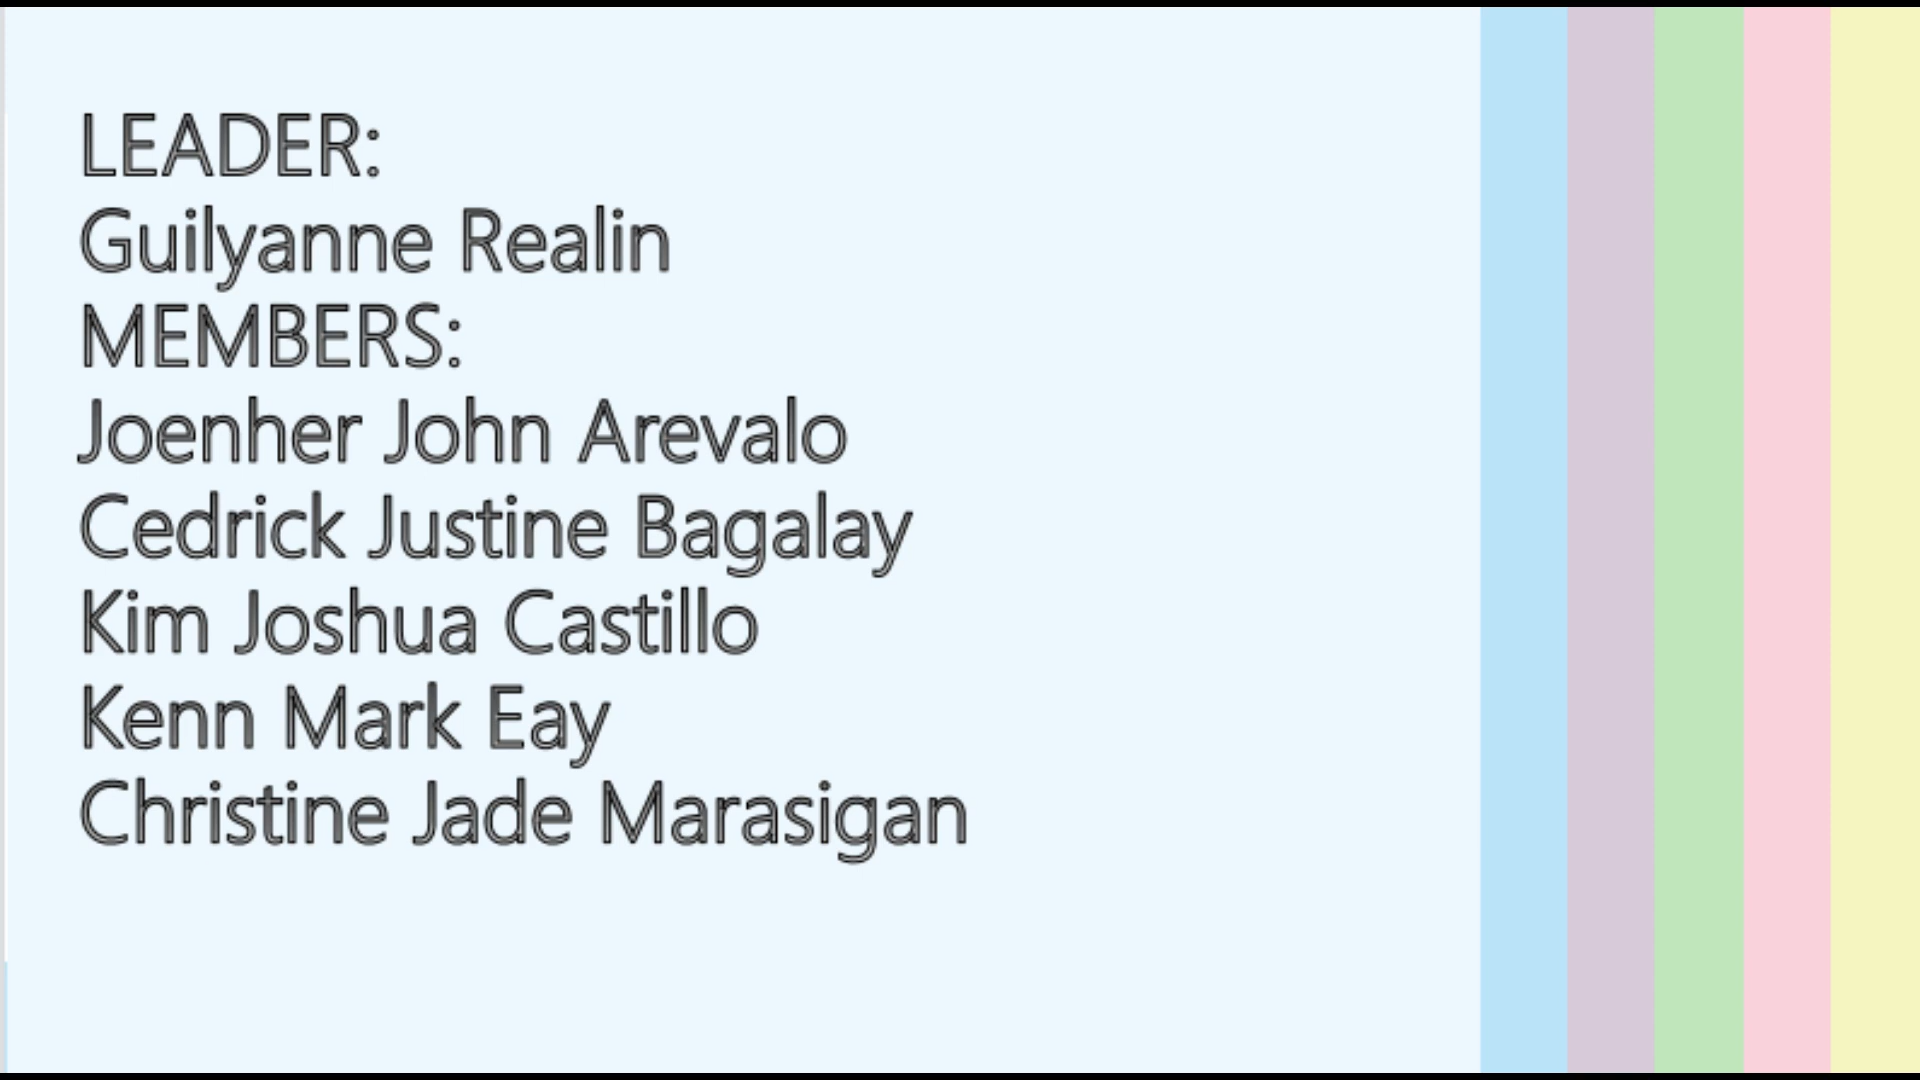 LEADER:
Guilyanne Realin
MEMBERS:
Joenher John Arevalo
Cedrick Justine Bagalay
Kim Joshua Castillo
Kenn Mark Eay
Christine Jade Marasigan